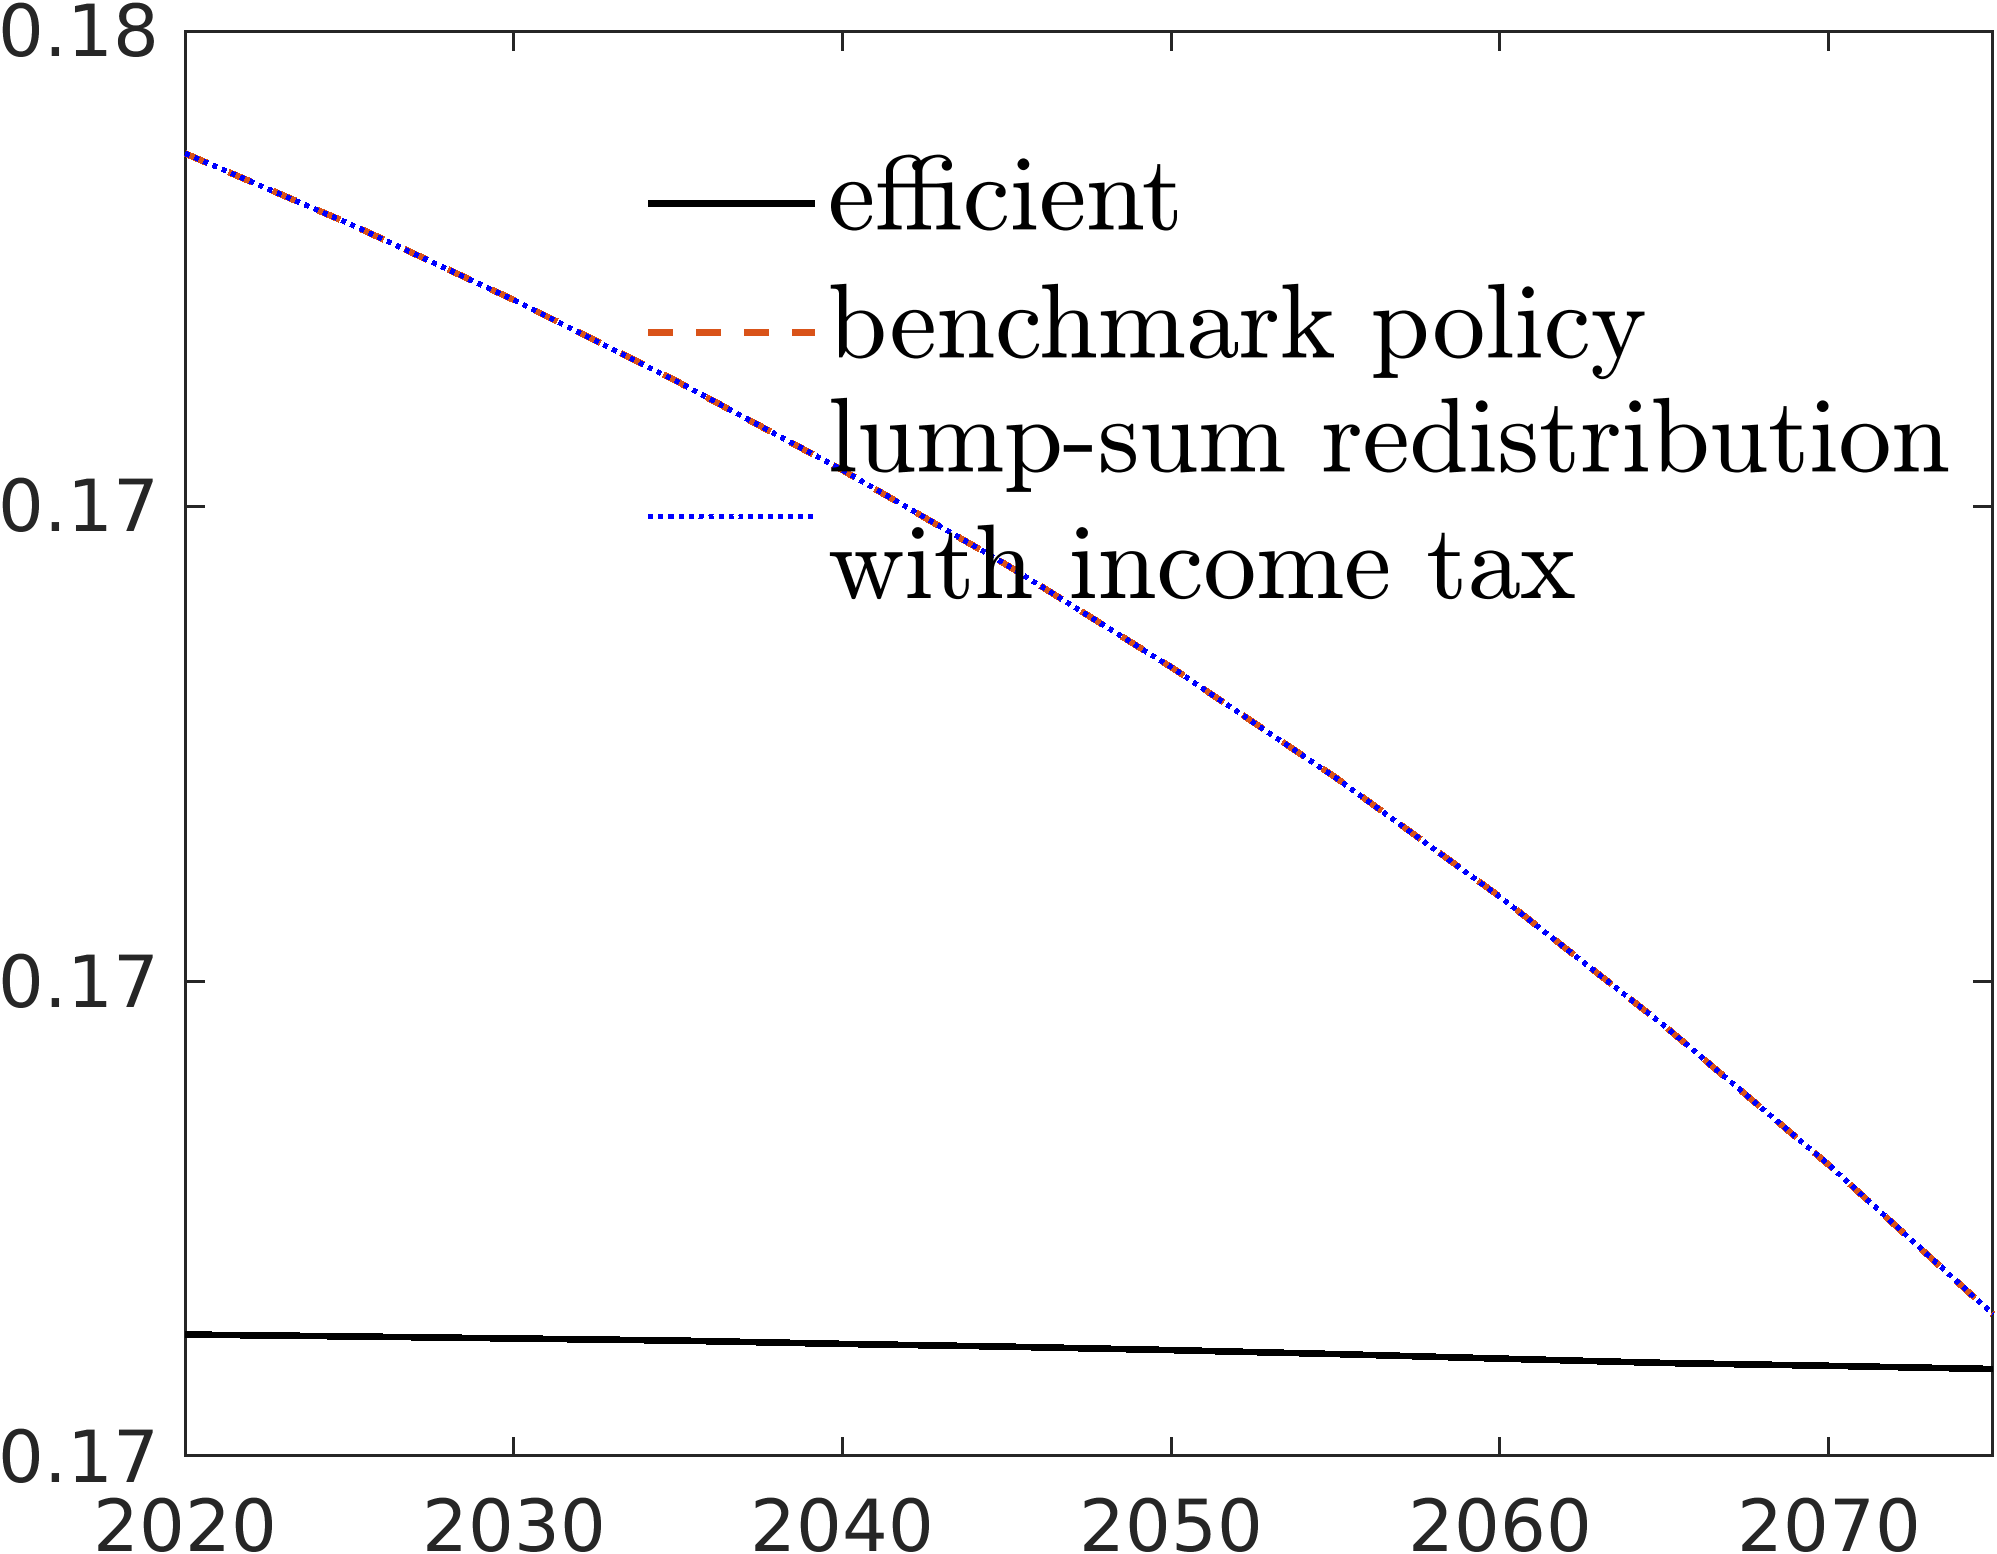 0.18
efficient
benchmark policy
lump-sum redistribution
0.17
with income tax
0.17
0.17
2020 2030 2040 2050 2060 2070